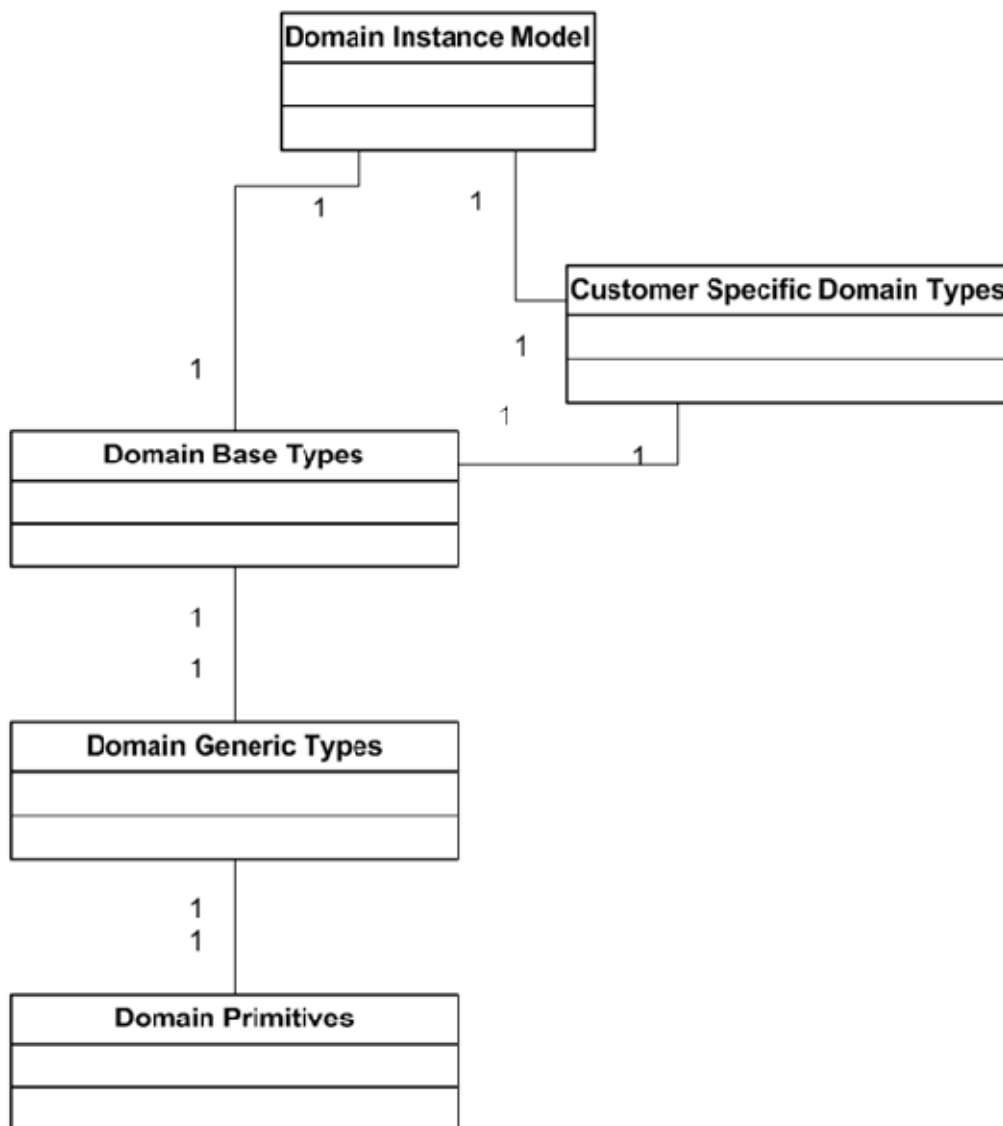 Domain Instance Model
1
1
Customer Specific Domain Types
1
1
1
1
Domain Base Types
1
1
Domain Generic Types
1
1
Domain Primitives